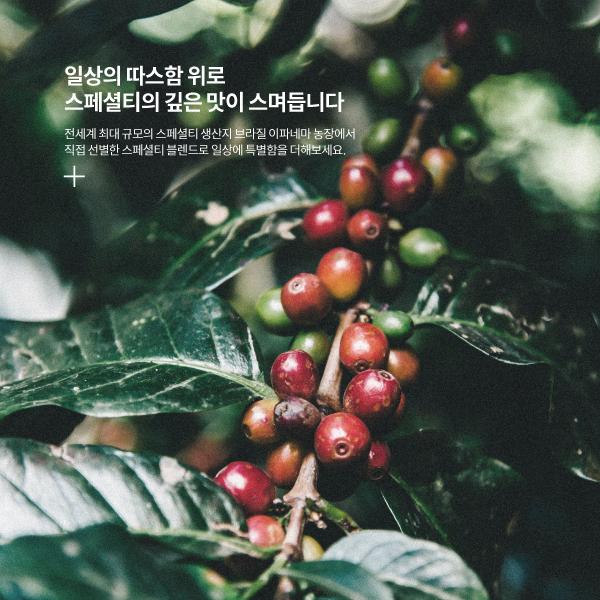 일상의 따스함 위로
스페셜티의 깊은 맛이 스며듭니다
전세계 최대 규모의 스페셜티 생산지 브라질 이파네마 농장에서
직접 선별한 스페셜티 블렌드로 일상에 특별함을 더해보세요.